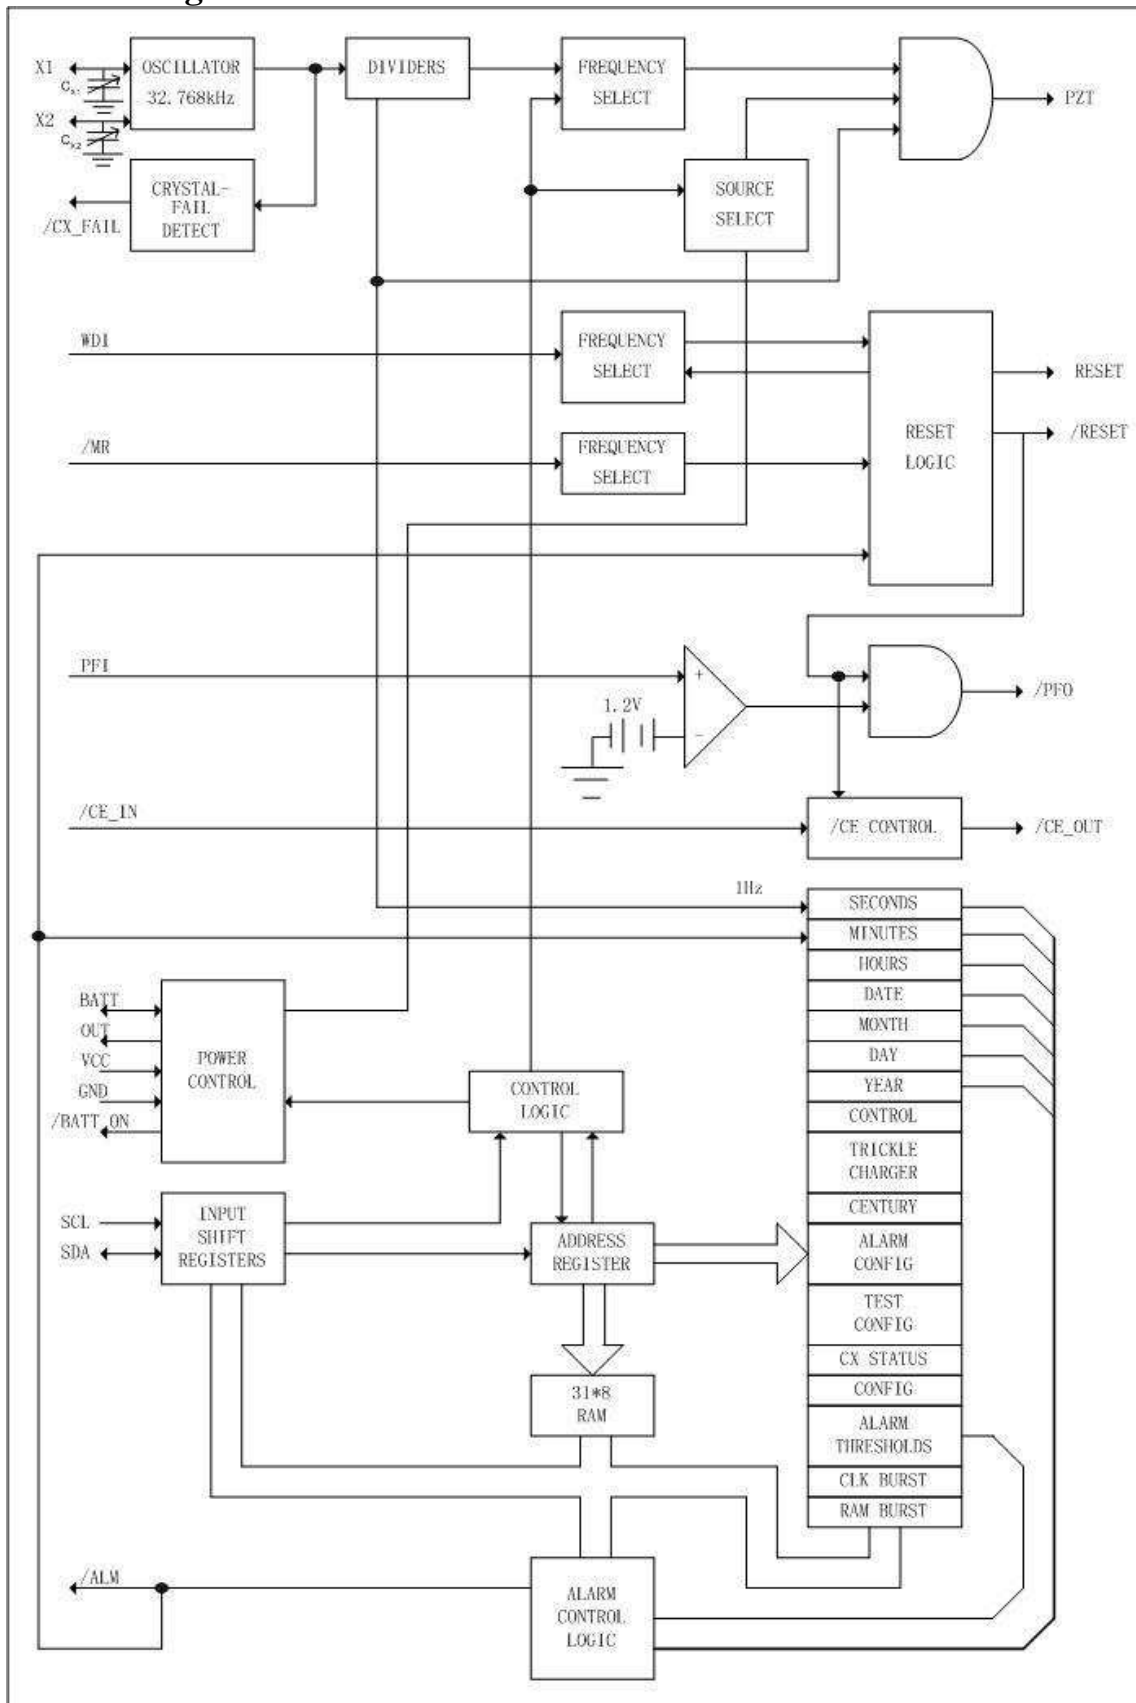 X1
OSCILLATOR
32.768kHz
DIVIDERS
FREQUENCY
SELECT
PZT
X2
CRYSTAL-
FAIL
DETECT
/CX_FAIL
SOURCE
SELECT
WDI
FREQUENCY
SELECT
RESET
/MR
FREQUENCY
SELECT
RESET
LOGIC
/RESET
PFI
+
1.2V
-
/PFO
/CE_IN
/CE CONTROL
/CE_OUT
1Hz
SECONDS
MINUTES
HOURS
DATE
MONTH
DAY
YEAR
CONTROL
TRICKLE
CHARGER
CENTURY
ALARM
CONFIG
TEST
CONFIG
CX STATUS
CONFIG
ALARM
THRESHOLDS
CLK BURST
RAM BURST
BATT
OUT
VCC
GND
/BATT_ON
POWER
CONTROL
CONTROL
LOGIC
SCL
SDA
INPUT
SHIFT
REGISTERS
ADDRESS
REGISTER
31*8
RAM
/ALM
ALARM
CONTROL
LOGIC